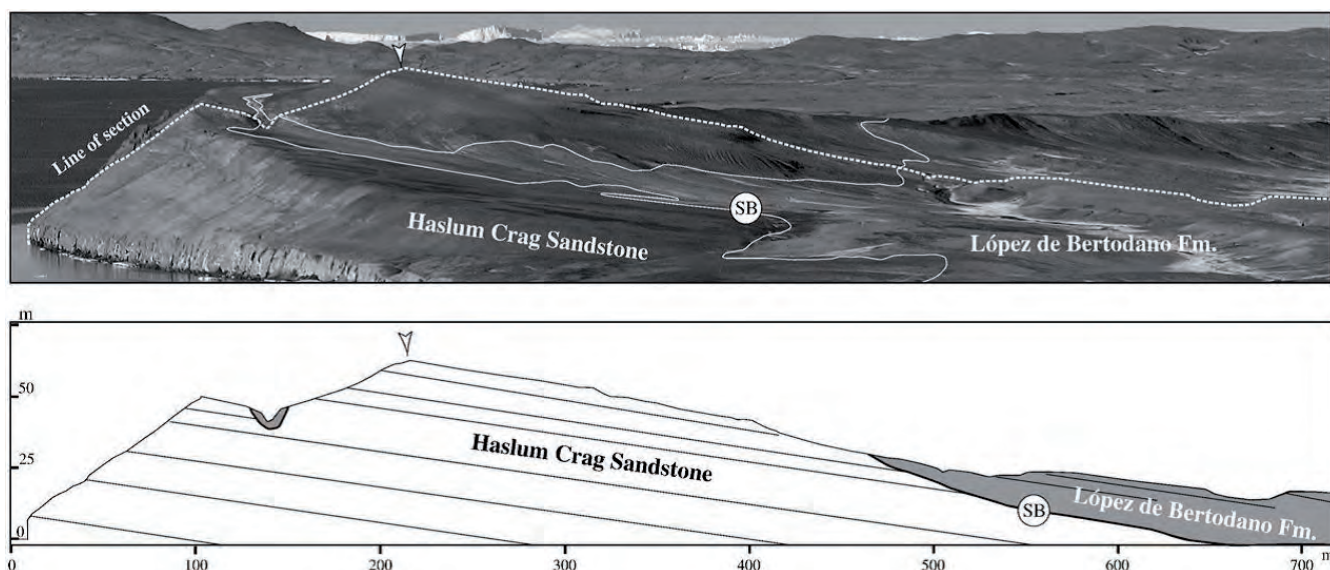 Line of section
SB
Haslum Crag Sandstone
López de Bertodano Fm.
m
50
25
0
Haslum Crag Sandstone
SB
López de Bertodano Fm.
0 100 200 300 400 500 600 700 m